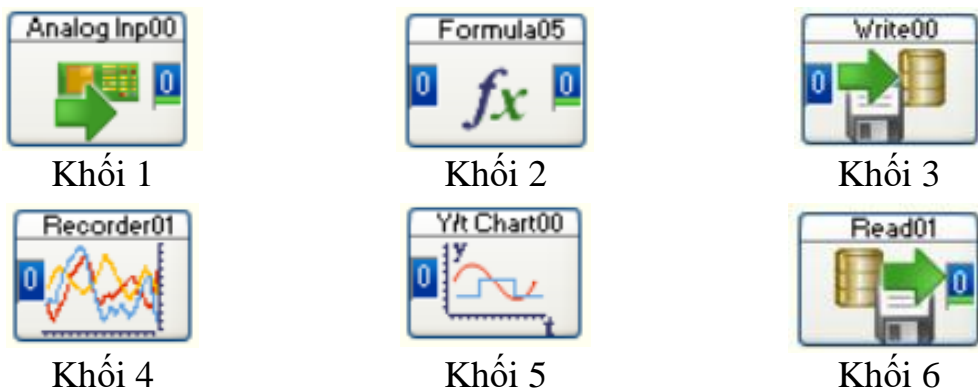 Analog Inp00 Formula05 Write00
0 0 0 fx 0
Khối 1 Khối 2 Khối 3
Recorder01 Y/t Chart00 Read01
0 0 y t 0
Khối 4 Khối 5 Khối 6